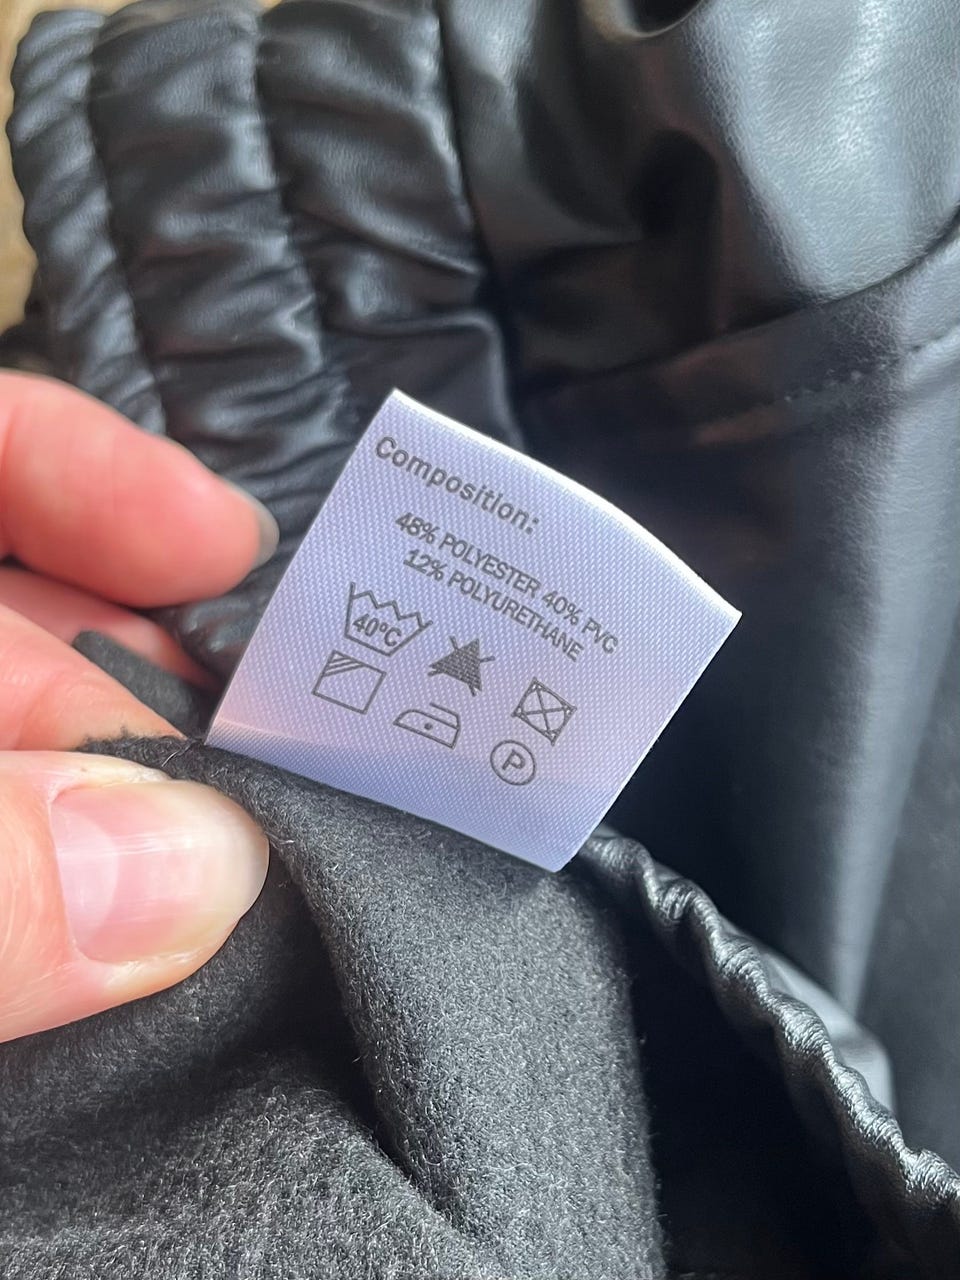 Composition:
48% POLYESTER 40% PVC
12% POLYURETHANE
40°C
P